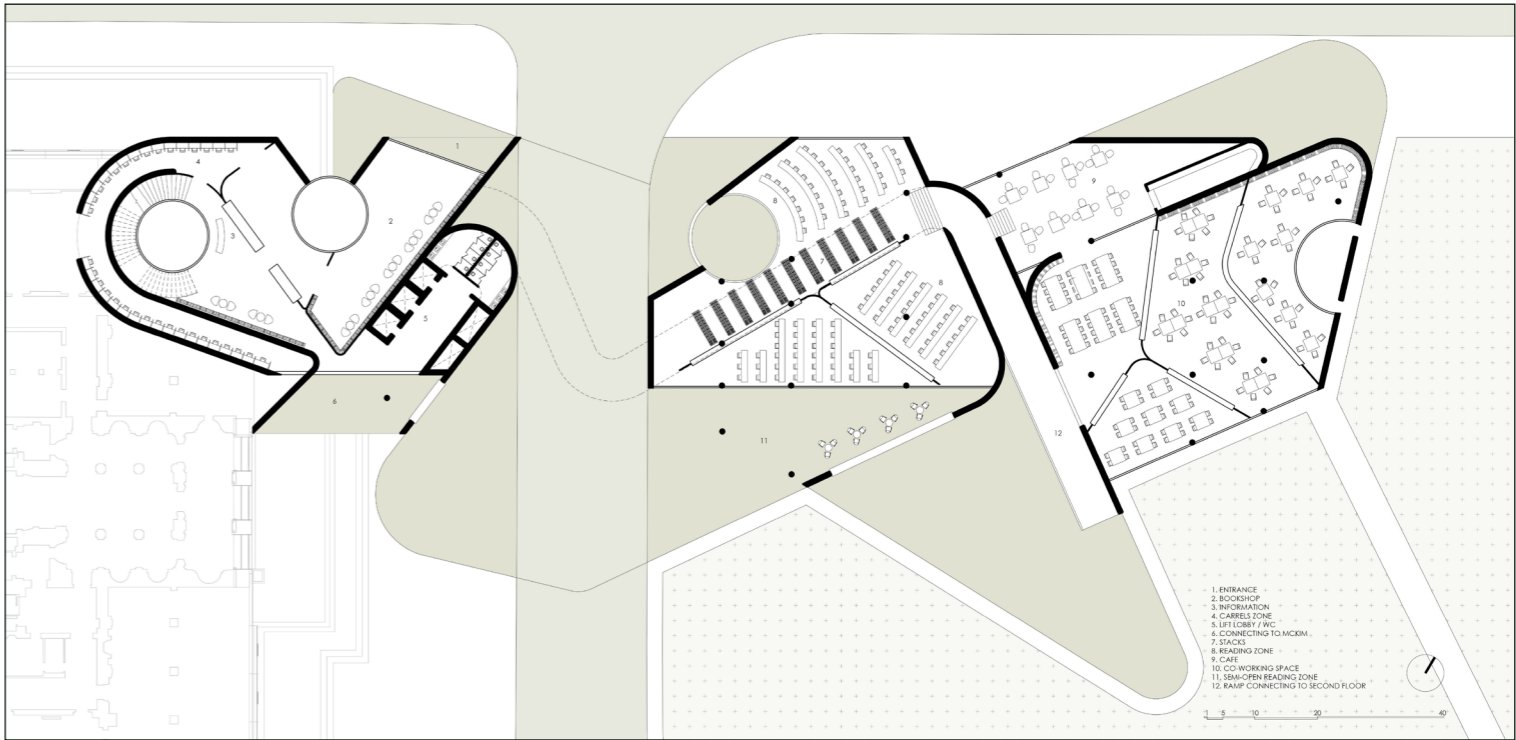 1
4
2
3
5
6
8
7
8
9
10
11
12
1. ENTRANCE
2. BOOKSHOP
3. INFORMATION
4. CARRELS ZONE
5. LIFT LOBBY / WC
6. CONNECTING TO MCKIM
7. STACKS
8. READING ZONE
9. CAFE
10. CO-WORKING SPACE
11. SEMI-OPEN READING ZONE
12. RAMP CONNECTING TO SECOND FLOOR
1 5 10 20 40